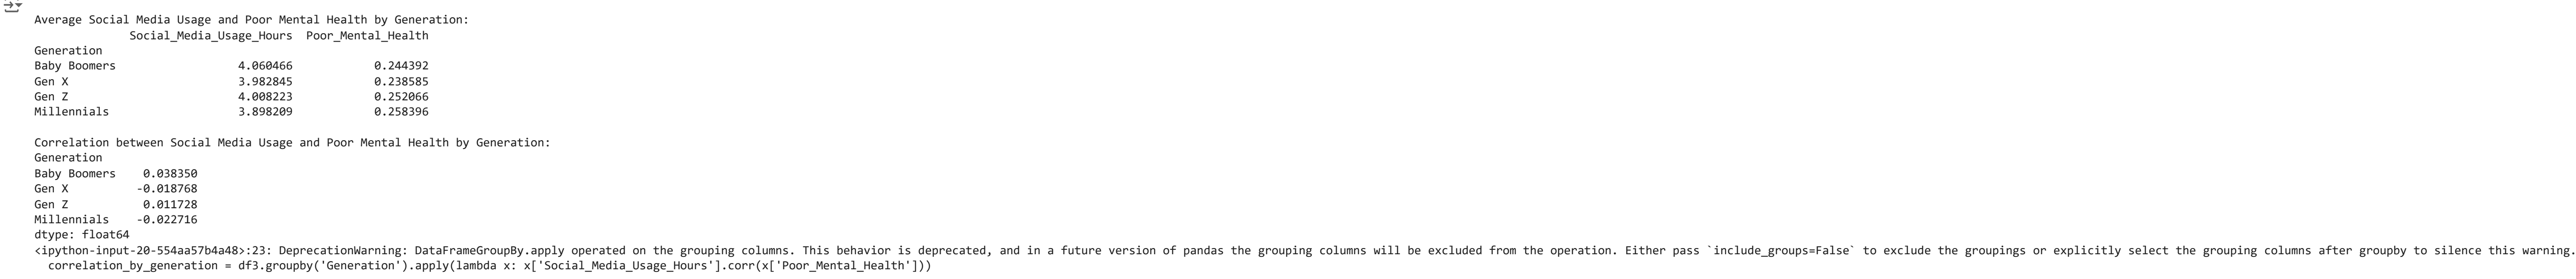 Average Social Media Usage and Poor Mental Health by Generation:
Social_Media_Usage_Hours  Poor_Mental_Health
Generation
Baby Boomers                  4.060466            0.244392
Gen X                         3.982845            0.238585
Gen Z                         4.008223            0.252066
Millennials                   3.898209            0.258396
Correlation between Social Media Usage and Poor Mental Health by Generation:
Generation
Baby Boomers    0.038350
Gen X          -0.018768
Gen Z           0.011728
Millennials    -0.022716
dtype: float64
<ipython-input-20-554aa57b4a48>:23: DeprecationWarning: DataFrameGroupBy.apply operated on the grouping columns. This behavior is deprecated, and in a future version of pandas the grouping columns will be excluded from the operation. Either pass `include_groups=False` to exclude the groupings or explicitly select the grouping columns after groupby to silence this warning.
correlation_by_generation = df3.groupby('Generation').apply(lambda x: x['Social_Media_Usage_Hours'].corr(x['Poor_Mental_Health']))